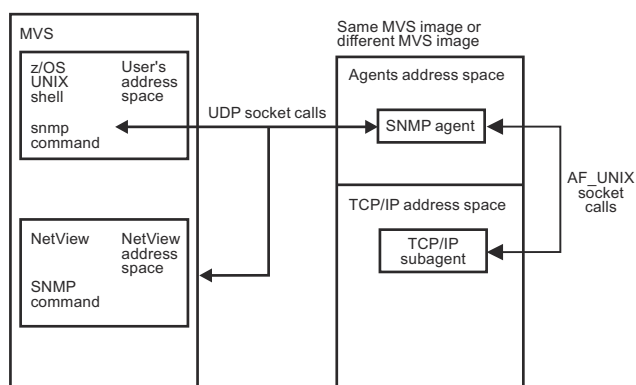 MVS
z/OS
UNIX
shell
User's
address
space
snmp
command
UDP socket calls
NetView
NetView
address
space
SNMP
command
Same MVS image or
different MVS image
Agents address space
SNMP agent
AF_UNIX
socket
calls
TCP/IP address space
TCP/IP
subagent